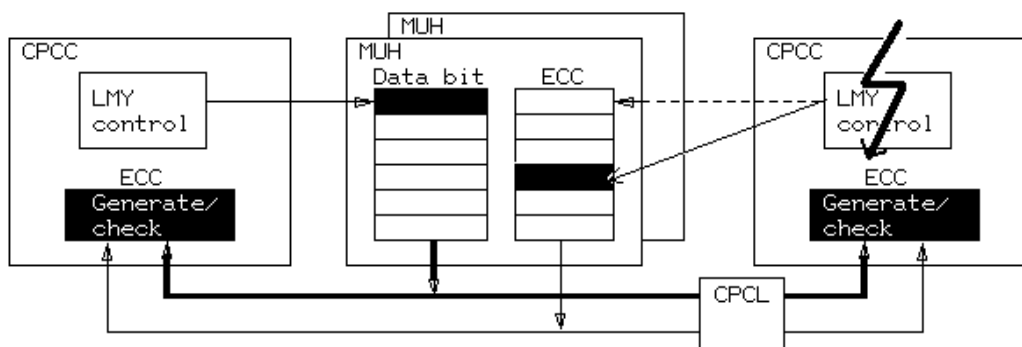 MUH
CPCC
MUH
CPCC
Data bit
ECC
LMY
control
LMY
control
ECC
Generate/
check
ECC
Generate/
check
CPCL